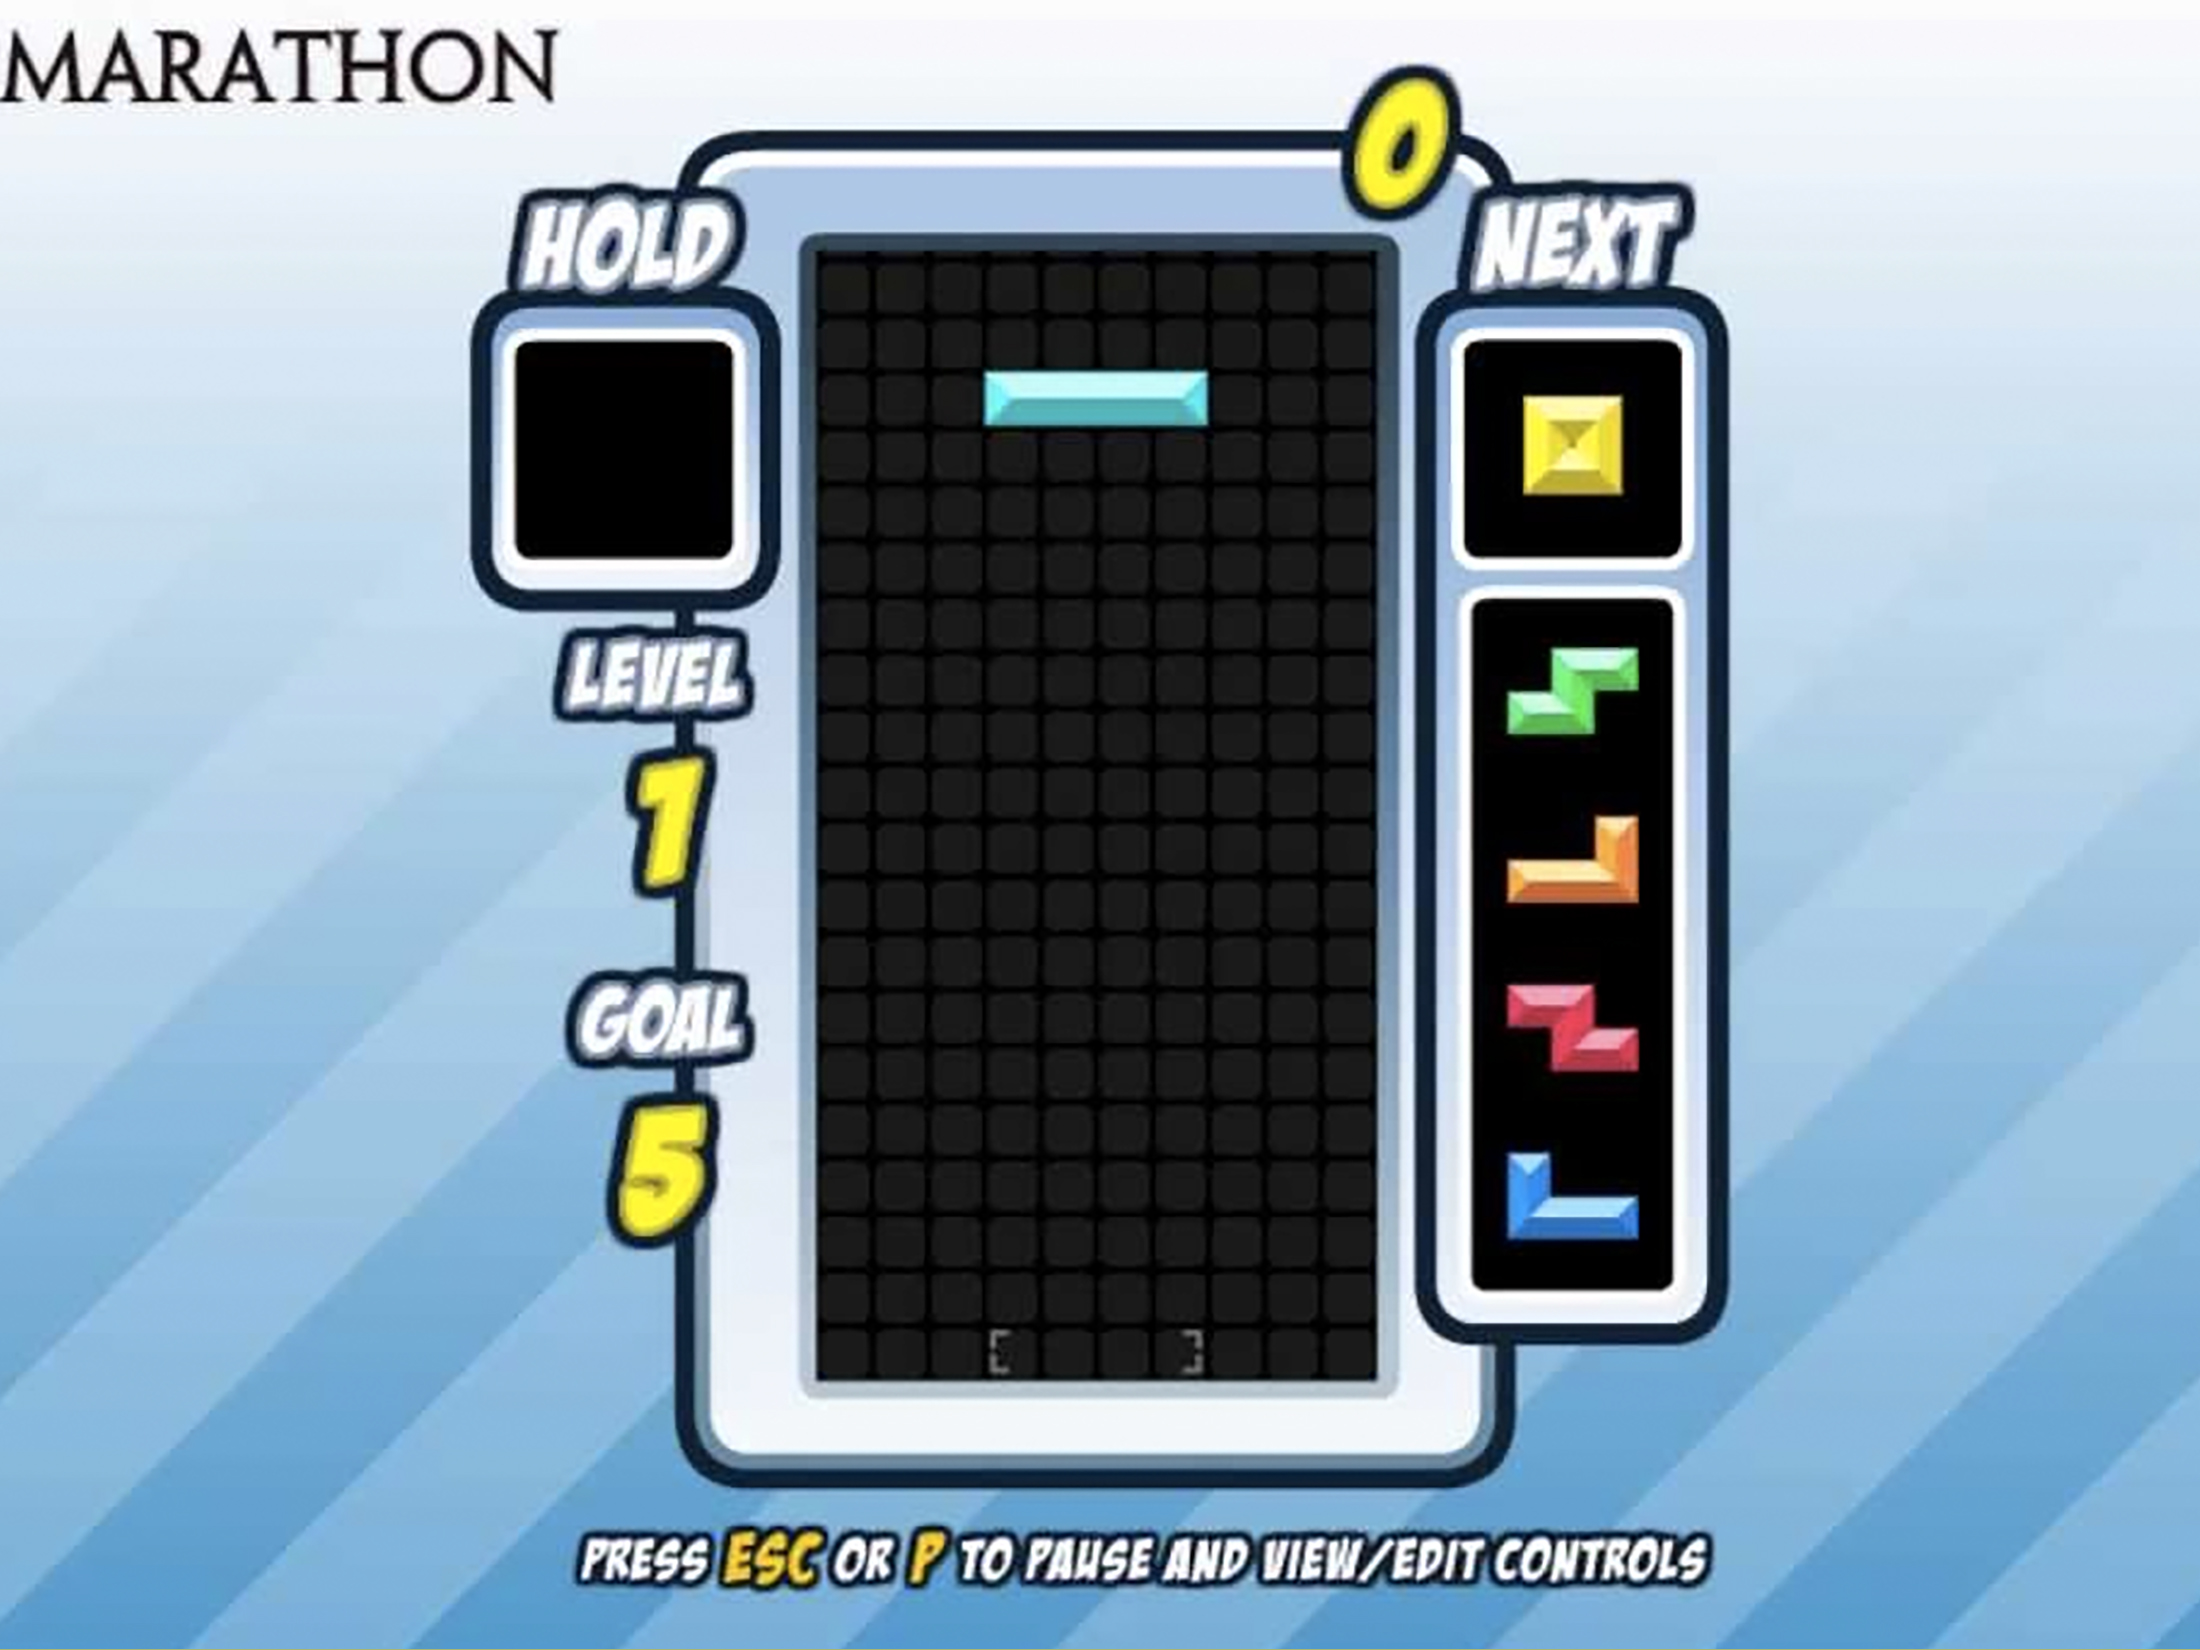 MARATHON
0
HOLD
NEXT
LEVEL
1
GOAL
5
PRESS ESC OR P TO PAUSE AND VIEW/EDIT CONTROLS